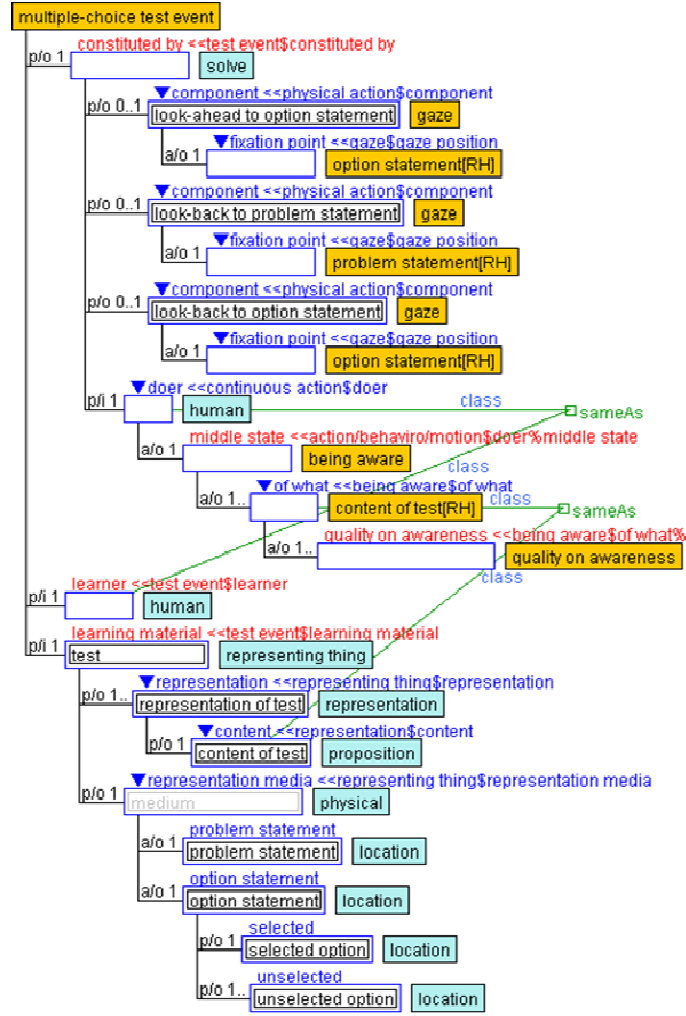 multiple-choice test event
constituted by <<test event$constituted by
p/o 1 solve
▼component <<physical action$component
p/o 0..1 look-ahead to option statement gaze
▼fixation point <<gaze$gaze position
a/o 1 option statement[RH]
▼component <<physical action$component
p/o 0..1 look-back to problem statement gaze
▼fixation point <<gaze$gaze position
a/o 1 problem statement[RH]
▼component <<physical action$component
p/o 0..1 look-back to option statement gaze
▼fixation point <<gaze$gaze position
a/o 1 option statement[RH]
▼doer <<continuous action$doer
p/i 1 human class sameAs
middle state <<action/behaviro/motion$doer%middle state
a/o 1 being aware class
▼of what <<being aware$of what class
a/o 1.. content of test[RH] sameAs
quality on awareness <<being aware$of what%
a/o 1.. quality on awareness
class
learner <<test event$learner
p/i 1 human
learning material <<test event$learning material
p/i 1 test representing thing
▼representation <<representing thing$representation
p/o 1.. representation of test representation
▼content <<representation$content
p/o 1 content of test proposition
▼representation media <<representing thing$representation media
p/o 1 medium physical
problem statement
a/o 1 problem statement location
option statement
a/o 1 option statement location
selected
p/o 1 selected option location
unselected
p/o 1.. unselected option location